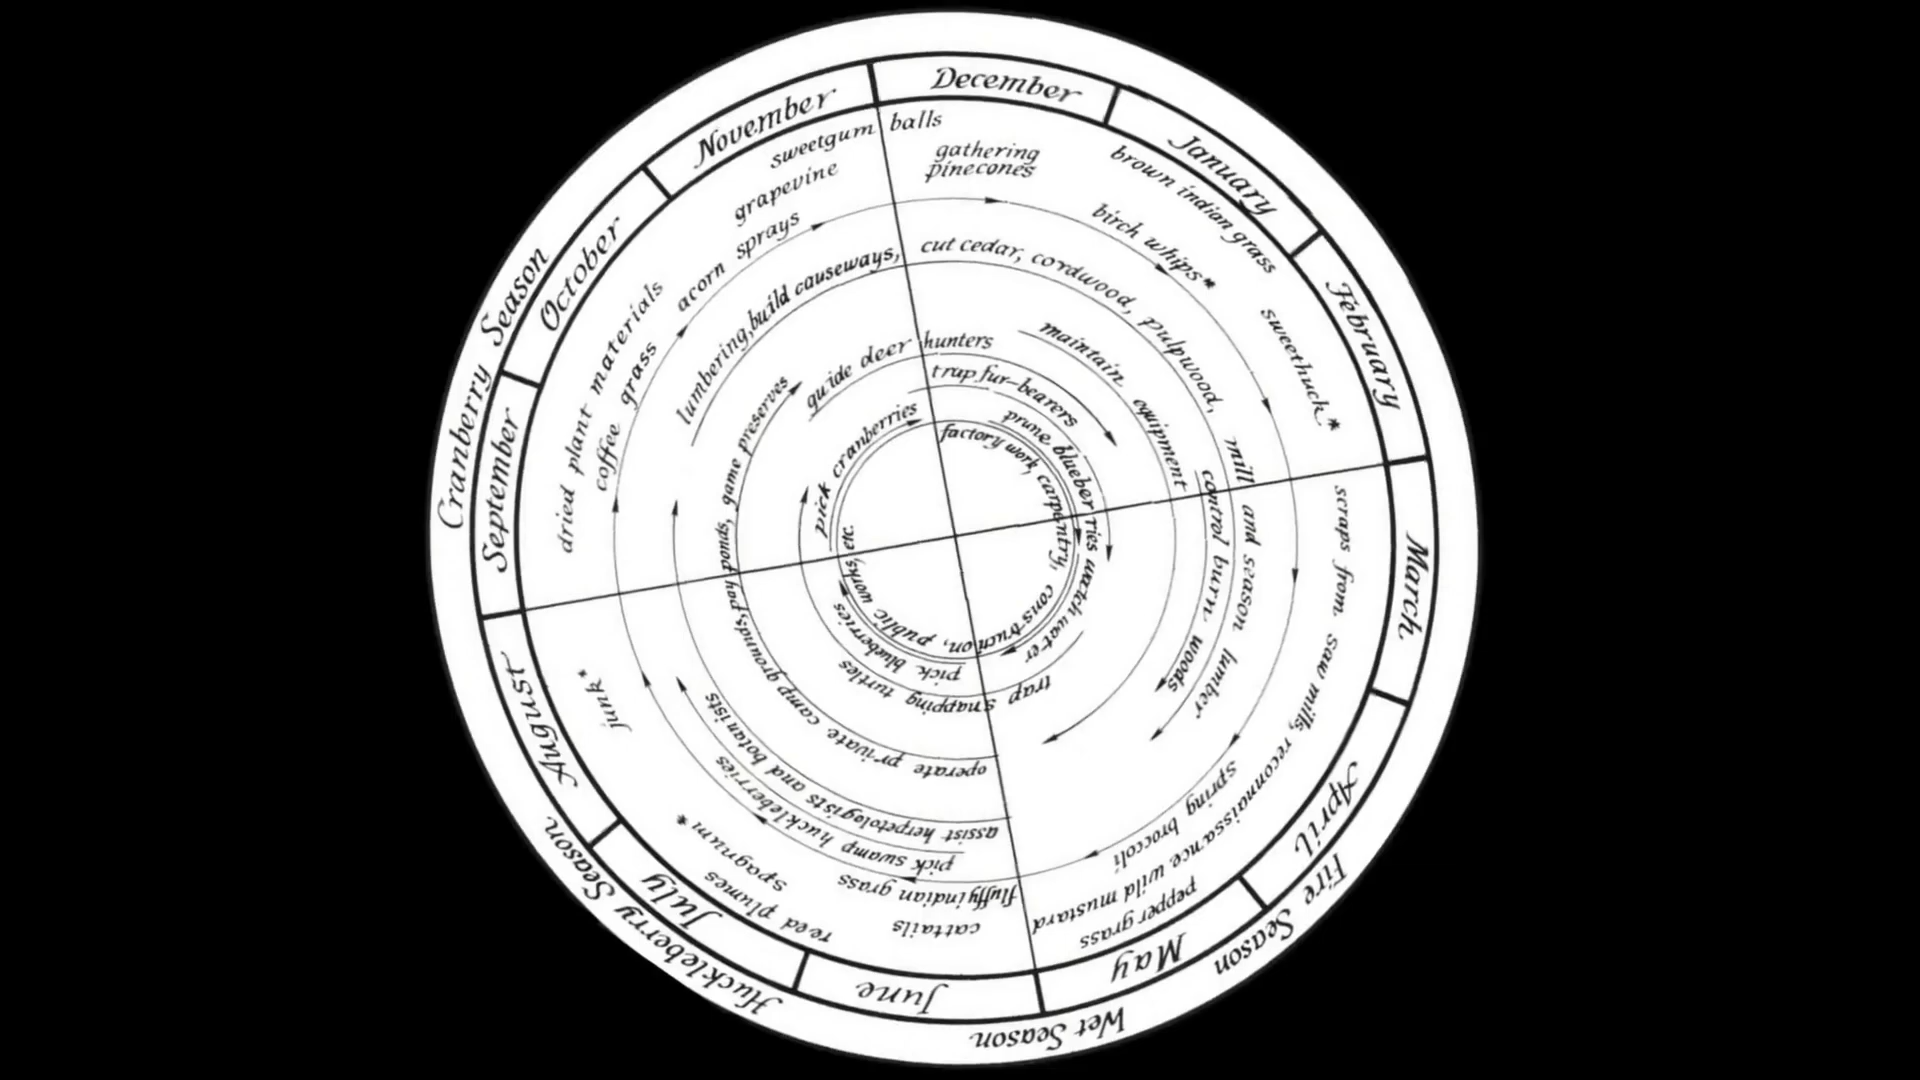 December
January
February
March
April
May
June
July
August
September
October
November
Cranberry Season
Fire Season
Wet Season
Huckleberry Season
sweetgum balls
gathering
pinecones
brown indian grass
birch whips*
sweethuck*
scraps from saw mills, reconnaissance, wild mustard
spring broccoli
pepper grass
cattails
fluffy indian grass
reed plumes
spagnum*
junk*
dried plant materials
coffee grass
acorn sprays
grapevine
lumbering, build causeways, cut cedar, cordwood, pulpwood, mill and season lumber
control burn woods
maintain equipment
guide deer hunters
trap fur-bearers
prune blueberries watch water
factory work, carpentry, construction, public works, etc.
pick cranberries
pick blueberries
trap snapping turtles
operate private camp grounds, pay ponds, game preserves
assist herpetologists and botanists
pick swamp huckleberries